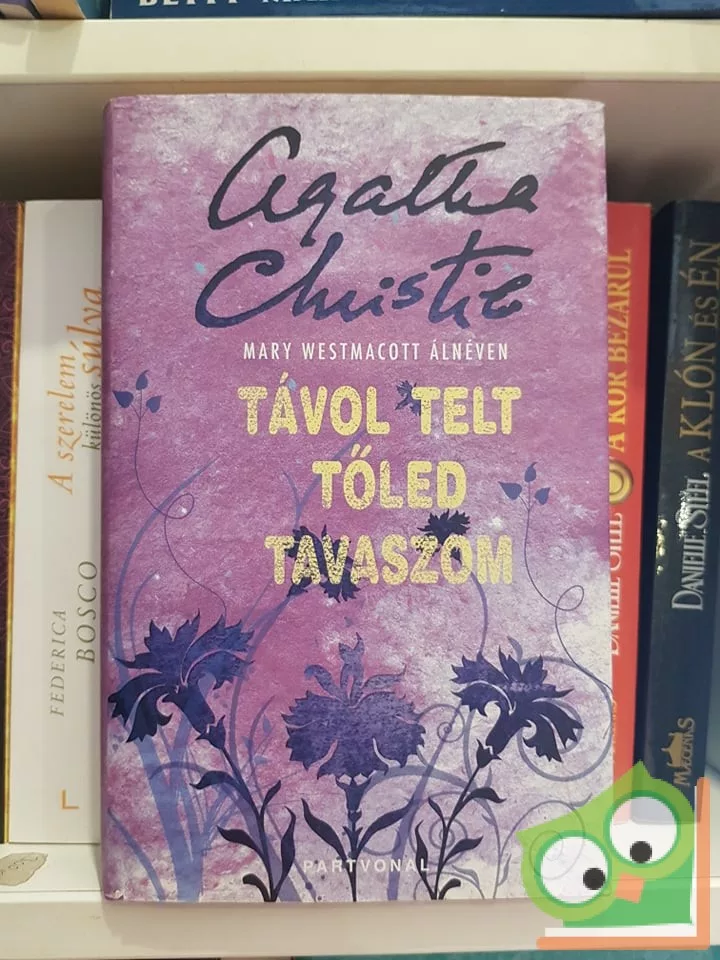 Agatha
Christie
MARY WESTMACOTT ÁLNÉVEN
TÁVOL TELT
TŐLED
TAVASZOM
PARTVONAL
A szerelem
különös súlya
FEDERICA
BOSCO
A KÖR BEZÁRUL
DANIELLE STEEL
A KLÓN ÉS ÉN
DANIELLE STEEL
MAECENAS